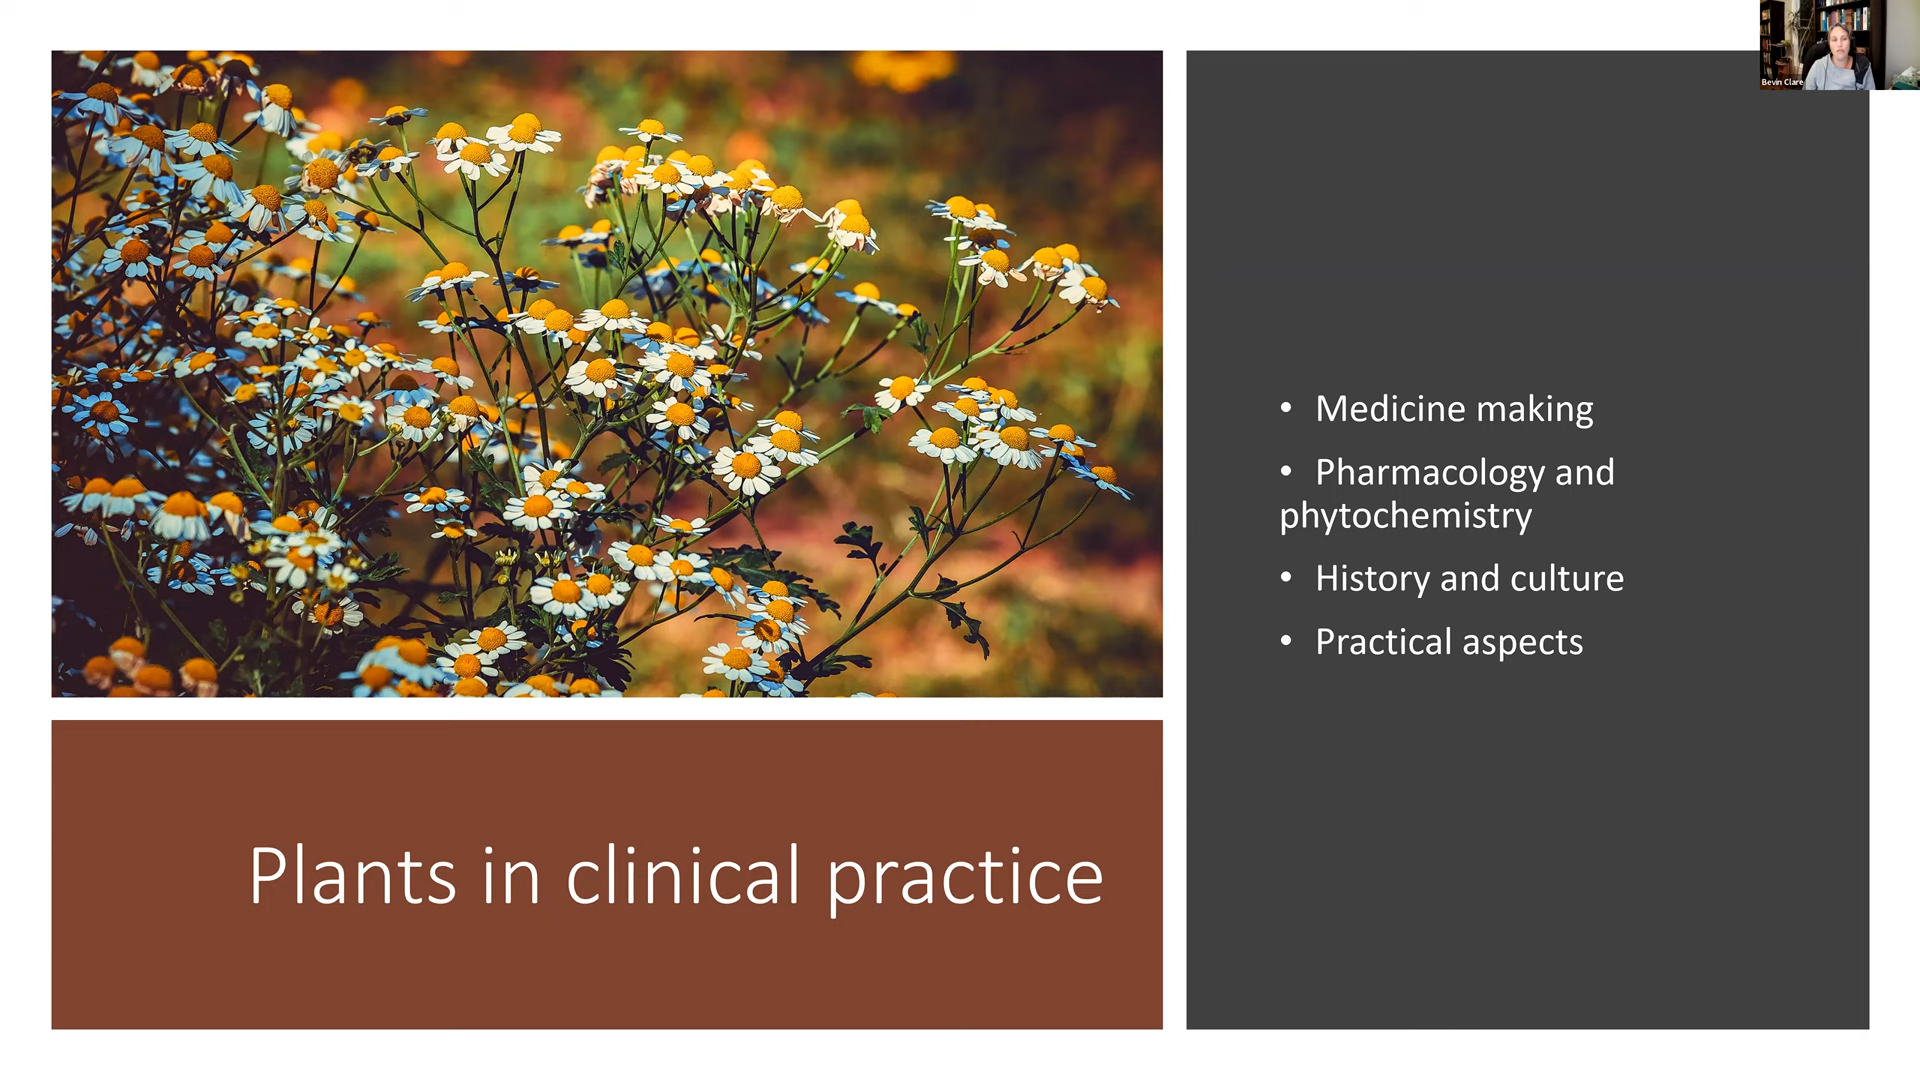 Bevin Clare
• Medicine making
• Pharmacology and
phytochemistry
• History and culture
• Practical aspects
Plants in clinical practice